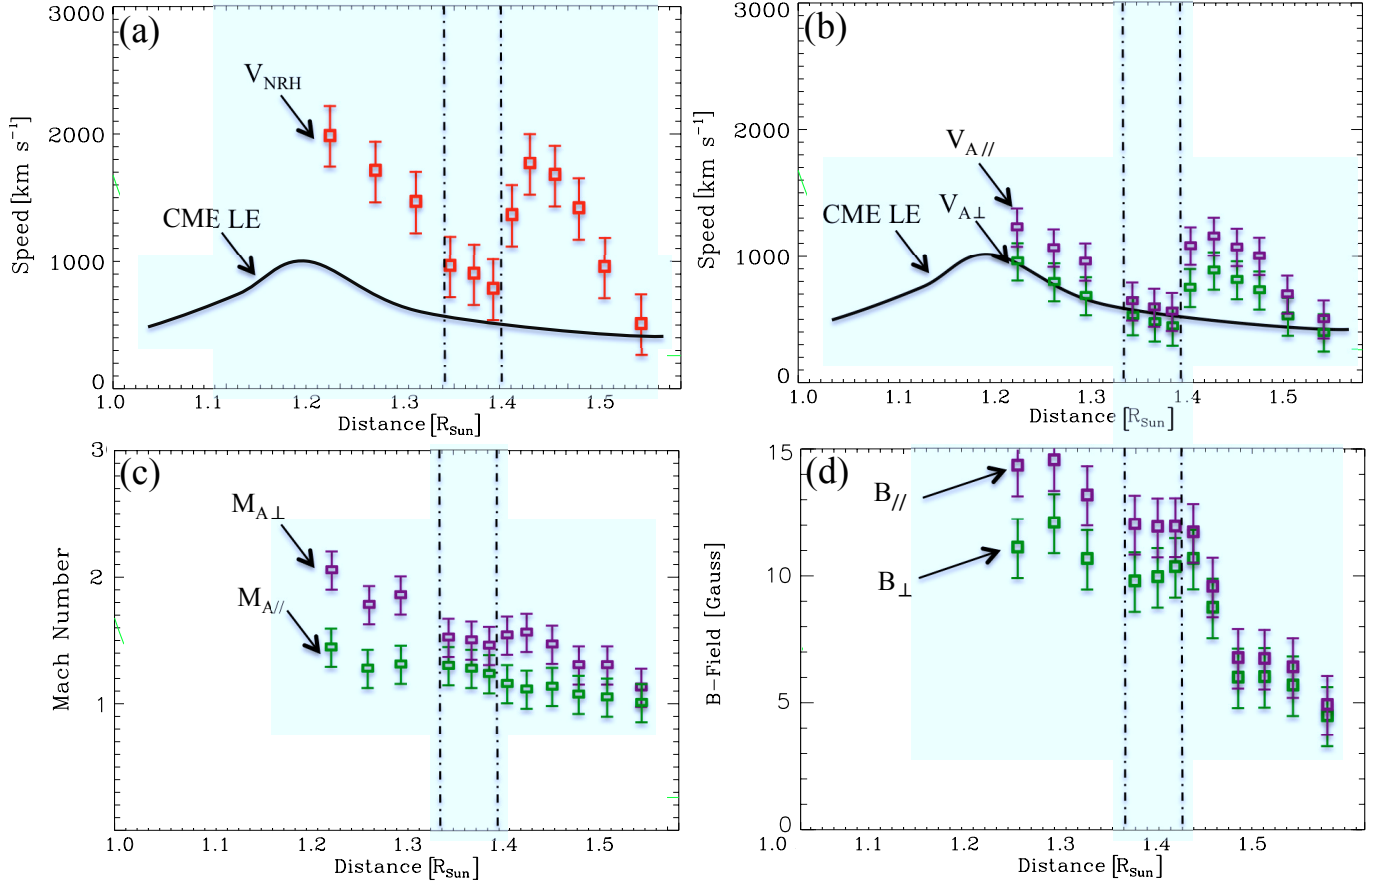 (a)
3000
2000
1000
0
Speed [km s⁻¹]
V_NRH
CME LE
1.0 1.1 1.2 1.3 1.4 1.5
Distance [R_Sun]
(b)
3000
2000
1000
0
Speed [km s⁻¹]
V_A//
V_A⊥
CME LE
1.0 1.1 1.2 1.3 1.4 1.5
Distance [R_Sun]
(c)
3
2
1
Mach Number
M_A⊥
M_A//
1.0 1.1 1.2 1.3 1.4 1.5
Distance [R_Sun]
(d)
15
10
5
0
B-Field [Gauss]
B_//
B_⊥
1.0 1.1 1.2 1.3 1.4 1.5
Distance [R_Sun]